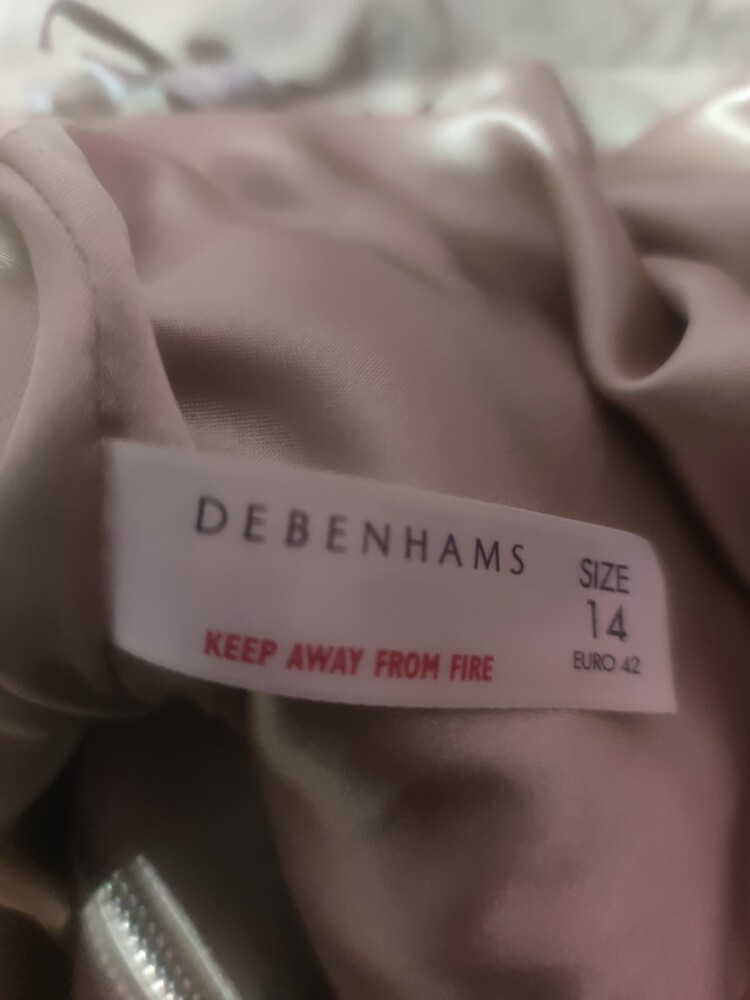 DEBENHAMS
KEEP AWAY FROM FIRE
SIZE
14
EURO 42